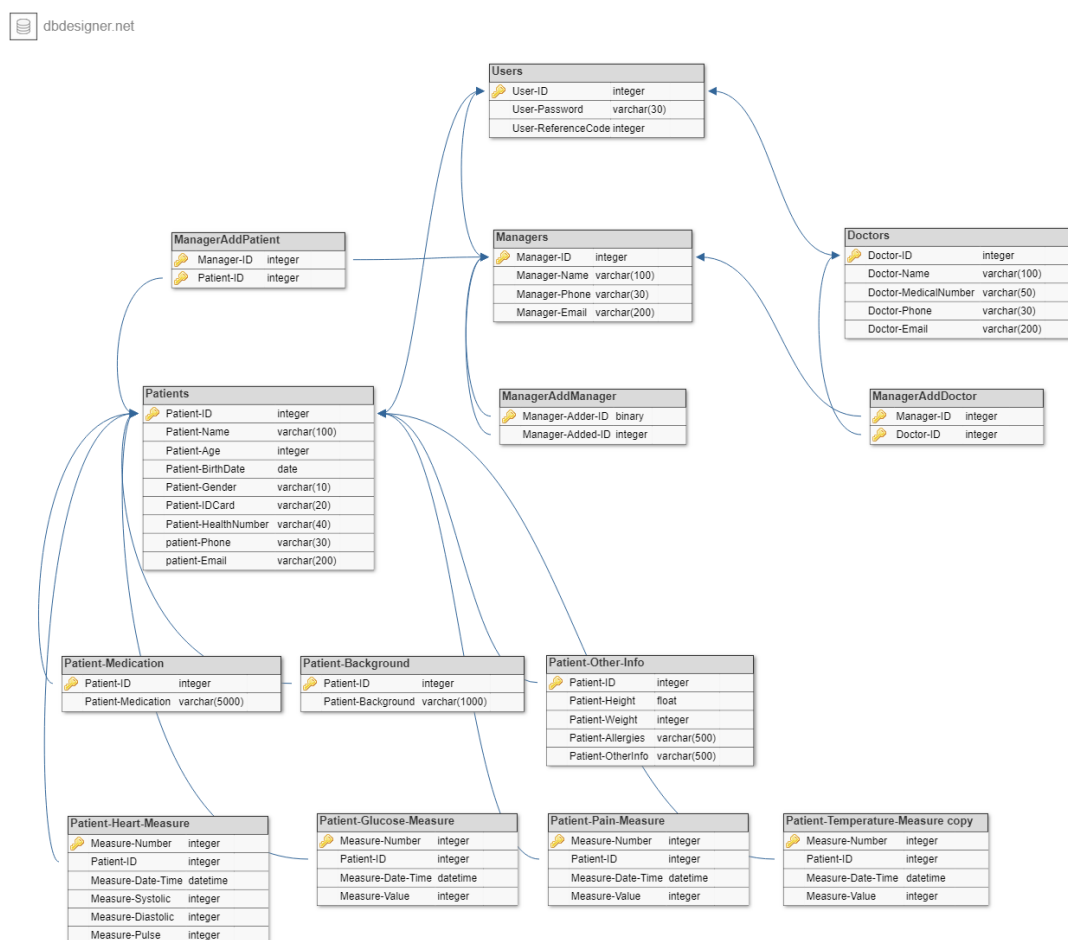 dbdesigner.net
Users
User-ID integer
User-Password varchar(30)
User-ReferenceCode integer
ManagerAddPatient
Manager-ID integer
Patient-ID integer
Managers
Manager-ID integer
Manager-Name varchar(100)
Manager-Phone varchar(30)
Manager-Email varchar(200)
Doctors
Doctor-ID integer
Doctor-Name varchar(100)
Doctor-MedicalNumber varchar(50)
Doctor-Phone varchar(30)
Doctor-Email varchar(200)
Patients
Patient-ID integer
Patient-Name varchar(100)
Patient-Age integer
Patient-BirthDate date
Patient-Gender varchar(10)
Patient-IDCard varchar(20)
Patient-HealthNumber varchar(40)
patient-Phone varchar(30)
patient-Email varchar(200)
ManagerAddManager
Manager-Adder-ID binary
Manager-Added-ID integer
ManagerAddDoctor
Manager-ID integer
Doctor-ID integer
Patient-Medication
Patient-ID integer
Patient-Medication varchar(5000)
Patient-Background
Patient-ID integer
Patient-Background varchar(1000)
Patient-Other-Info
Patient-ID integer
Patient-Height float
Patient-Weight integer
Patient-Allergies varchar(500)
Patient-OtherInfo varchar(500)
Patient-Heart-Measure
Measure-Number integer
Patient-ID integer
Measure-Date-Time datetime
Measure-Systolic integer
Measure-Diastolic integer
Measure-Pulse integer
Patient-Glucose-Measure
Measure-Number integer
Patient-ID integer
Measure-Date-Time datetime
Measure-Value integer
Patient-Pain-Measure
Measure-Number integer
Patient-ID integer
Measure-Date-Time datetime
Measure-Value integer
Patient-Temperature-Measure copy
Measure-Number integer
Patient-ID integer
Measure-Date-Time datetime
Measure-Value integer